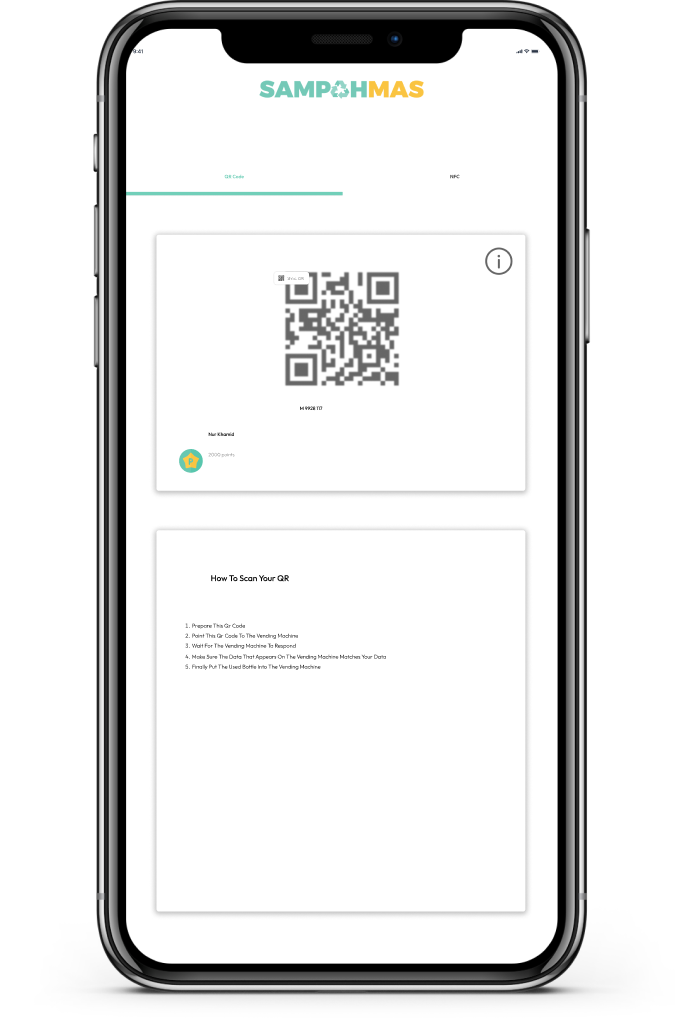 9:41
SAMPAHMAS
QR Code
NFC
M 9928 117
Nur Khamid
2000 points
How To Scan Your QR
1. Prepare This Qr Code
2. Point This Qr Code To The Vending Machine
3. Wait For The Vending Machine To Respond
4. Make Sure The Data That Appears On The Vending Machine Matches Your Data
5. Finally Put The Used Bottle Into The Vending Machine